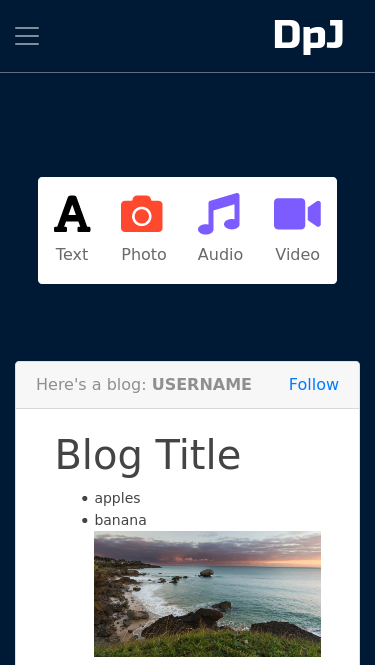 DpJ
Text Photo Audio Video
Here's a blog: USERNAME Follow
Blog Title
• apples
• banana